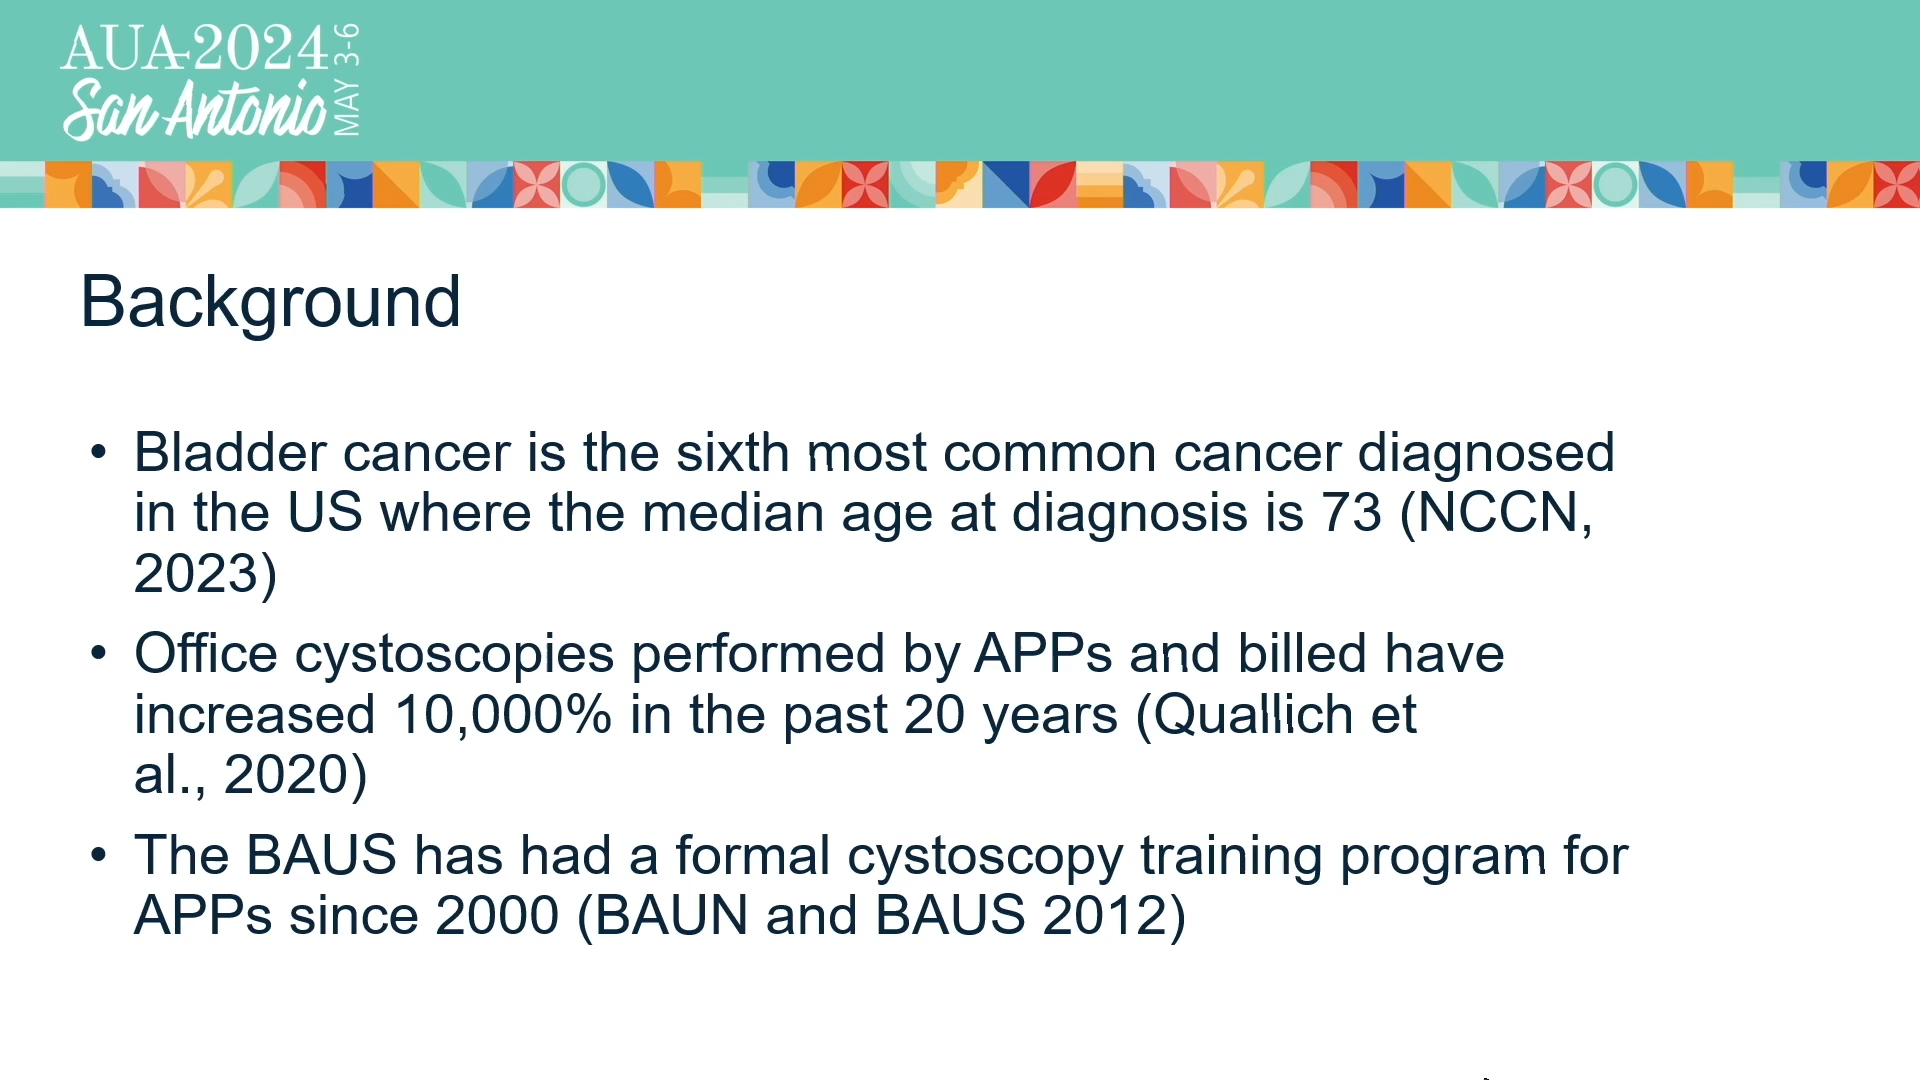 AUA 2024
San Antonio
MAY 3-6
Background
• Bladder cancer is the sixth most common cancer diagnosed
in the US where the median age at diagnosis is 73 (NCCN,
2023)
• Office cystoscopies performed by APPs and billed have
increased 10,000% in the past 20 years (Quallich et
al., 2020)
• The BAUS has had a formal cystoscopy training program for
APPs since 2000 (BAUN and BAUS 2012)